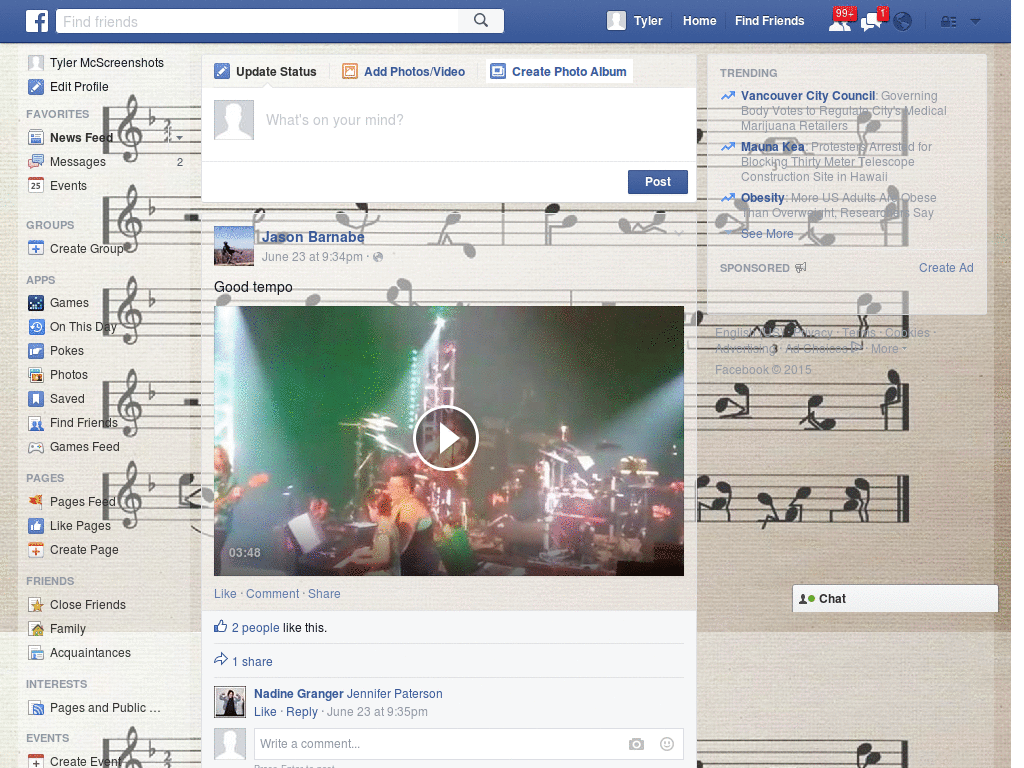 Find friends
Tyler
Home
Find Friends
99+
1
Tyler McScreenshots
Edit Profile
FAVORITES
News Feed
Messages
2
Events
GROUPS
Create Group
APPS
Games
On This Day
Pokes
Photos
Saved
Find Friends
Games Feed
PAGES
Pages Feed
Like Pages
Create Page
FRIENDS
Close Friends
Family
Acquaintances
INTERESTS
Pages and Public ...
EVENTS
Create Event
Update Status
Add Photos/Video
Create Photo Album
What's on your mind?
Post
Jason Barnabe
June 23 at 9:34pm ·
Good tempo
03:48
Like · Comment · Share
2 people like this.
1 share
Nadine Granger Jennifer Paterson
Like · Reply · June 23 at 9:35pm
Write a comment...
Press Enter to post.
TRENDING
Vancouver City Council: Governing
Body Votes to Regulate City's Medical
Marijuana Retailers
Mauna Kea: Protesters Arrested for
Blocking Thirty Meter Telescope
Construction Site in Hawaii
Obesity: More US Adults Are Obese
Than Overweight, Researchers Say
See More
SPONSORED
Create Ad
English (US) · Privacy · Terms · Cookies ·
Advertising · Ad Choices · More
Facebook © 2015
Chat